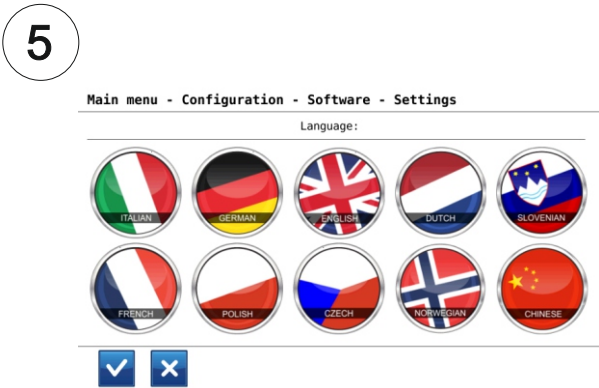 5
Main menu - Configuration - Software - Settings
Language:
ITALIAN GERMAN ENGLISH DUTCH SLOVENIAN
FRENCH POLISH CZECH NORWEGIAN CHINESE